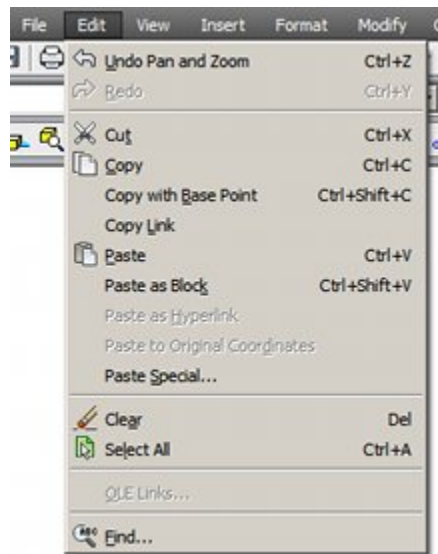 File Edit View Insert Format Modify
Undo Pan and Zoom Ctrl+Z
Redo Ctrl+Y
Cut Ctrl+X
Copy Ctrl+C
Copy with Base Point Ctrl+Shift+C
Copy Link
Paste Ctrl+V
Paste as Block Ctrl+Shift+V
Paste as Hyperlink
Paste to Original Coordinates
Paste Special...
Clear Del
Select All Ctrl+A
OLE Links...
Find...